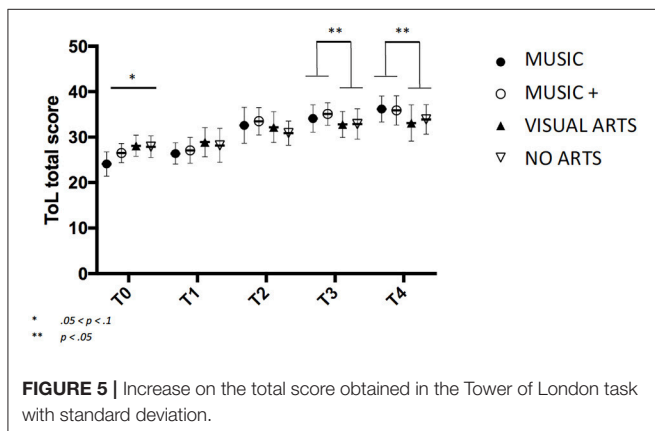 ** **
*
50
40
30
20
10
0
ToL total score
T0 T1 T2 T3 T4
MUSIC
MUSIC +
VISUAL ARTS
NO ARTS
* .05 < p < .1
** p < .05
FIGURE 5 | Increase on the total score obtained in the Tower of London task
with standard deviation.